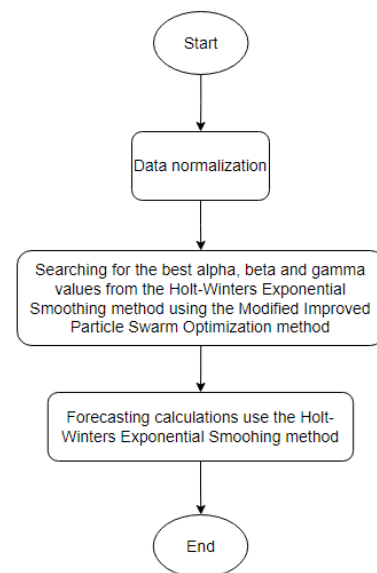 Start
Data normalization
Searching for the best alpha, beta and gamma
values from the Holt-Winters Exponential
Smoothing method using the Modified Improved
Particle Swarm Optimization method
Forecasting calculations use the Holt-
Winters Exponential Smoohing method
End